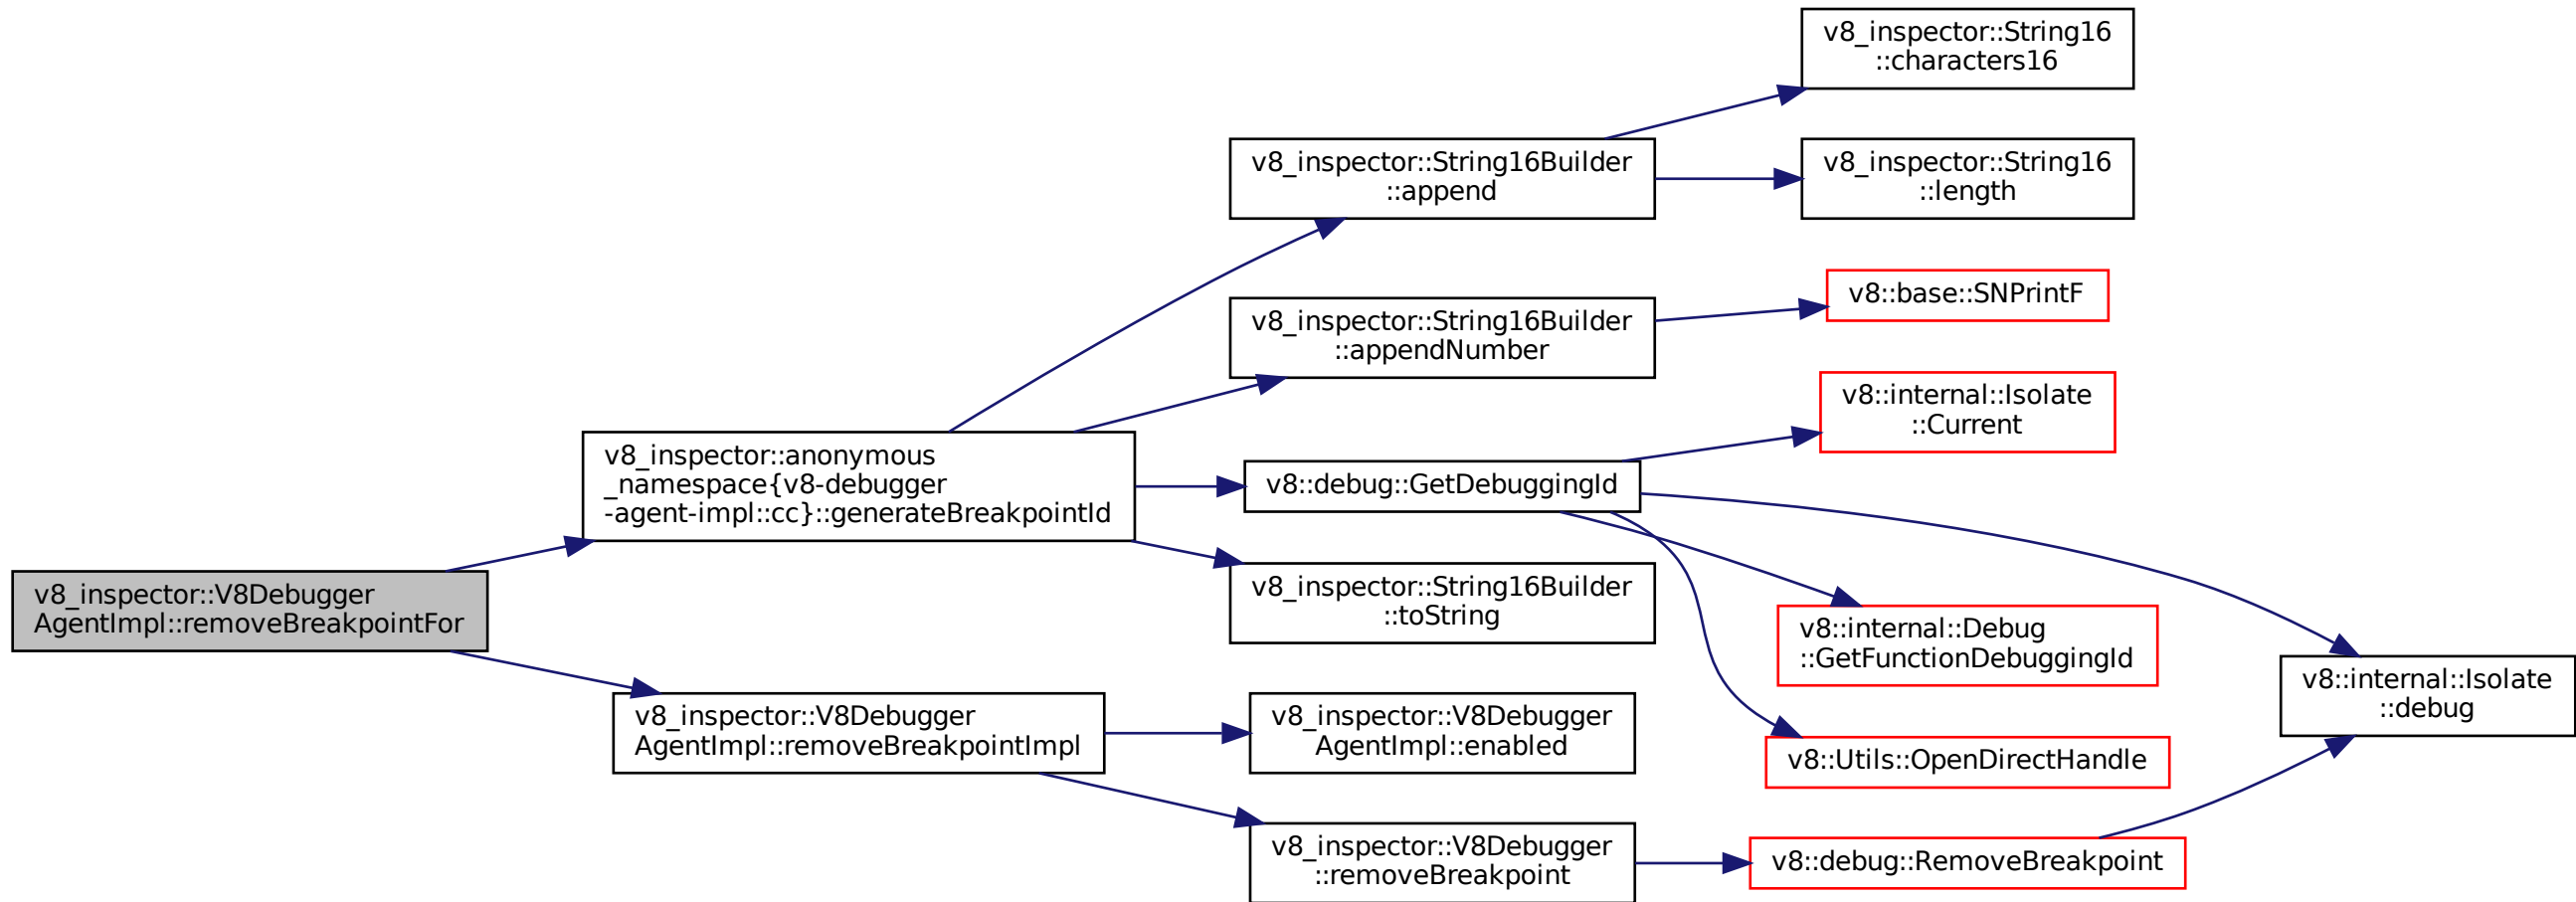 v8_inspector::V8Debugger
AgentImpl::removeBreakpointFor
v8_inspector::anonymous
_namespace{v8-debugger
-agent-impl::cc}::generateBreakpointId
v8_inspector::V8Debugger
AgentImpl::removeBreakpointImpl
v8_inspector::String16Builder
::append
v8_inspector::String16Builder
::appendNumber
v8::debug::GetDebuggingId
v8_inspector::String16Builder
::toString
v8_inspector::V8Debugger
AgentImpl::enabled
v8_inspector::V8Debugger
::removeBreakpoint
v8_inspector::String16
::characters16
v8_inspector::String16
::length
v8::base::SNPrintF
v8::internal::Isolate
::Current
v8::internal::Debug
::GetFunctionDebuggingId
v8::Utils::OpenDirectHandle
v8::debug::RemoveBreakpoint
v8::internal::Isolate
::debug